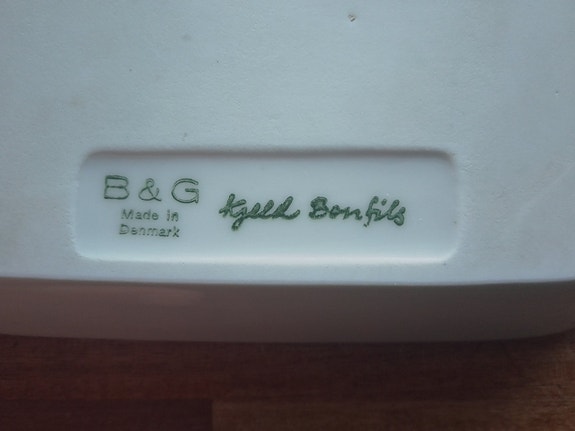 B & G
Made in
Denmark
Kjeld Bonfils